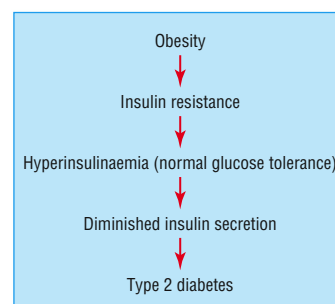 Obesity
Insulin resistance
Hyperinsulinaemia (normal glucose tolerance)
Diminished insulin secretion
Type 2 diabetes